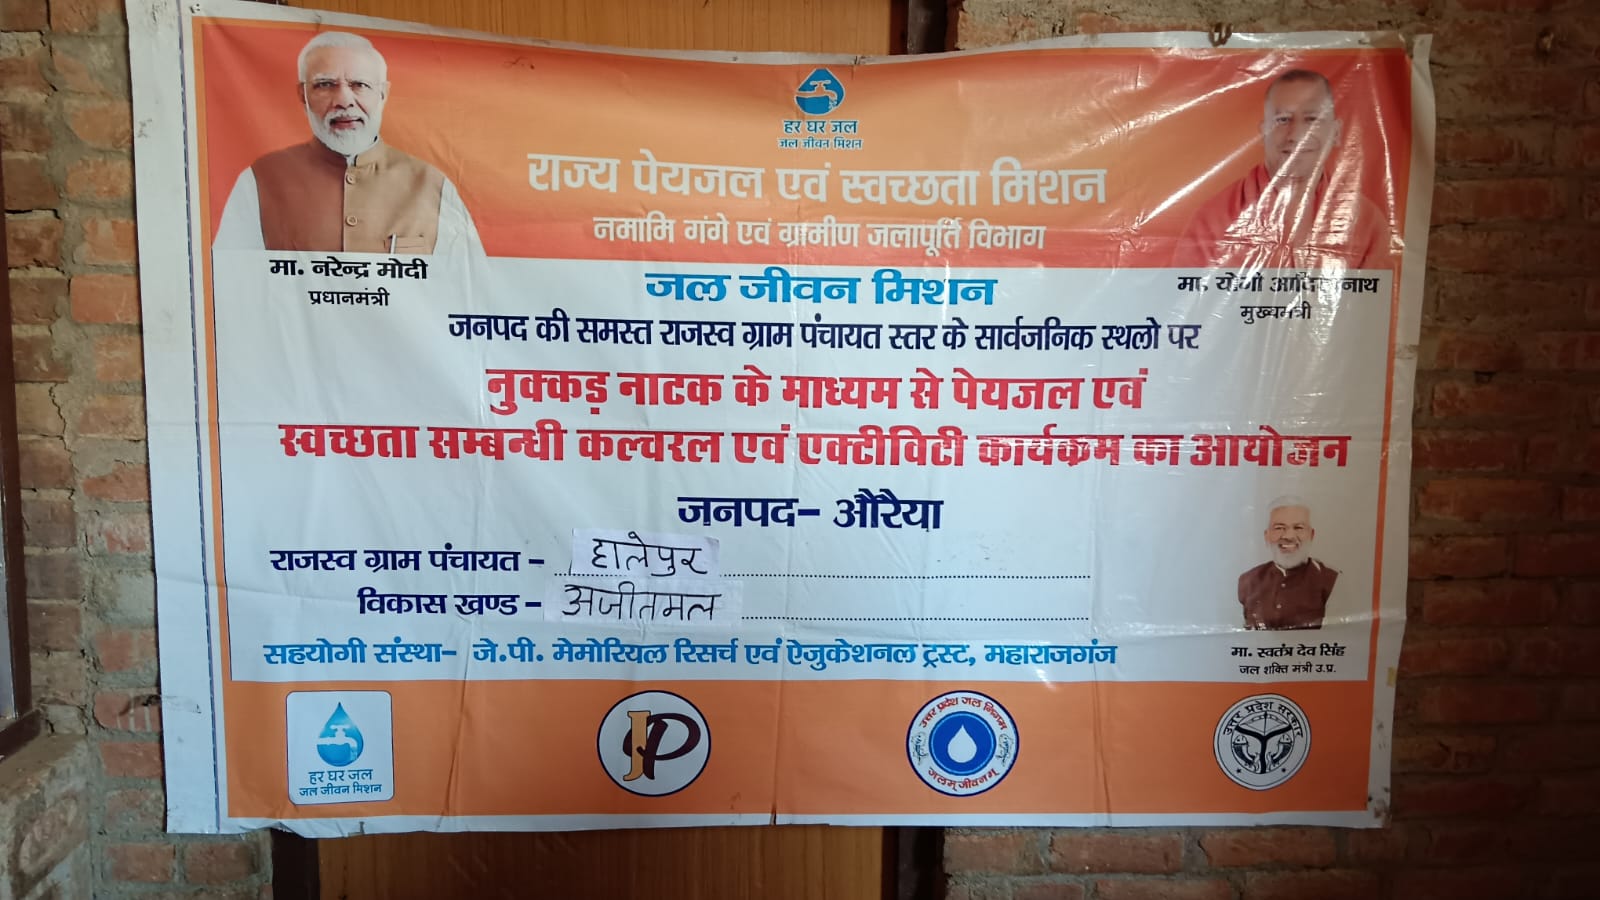 हर घर जल
जल जीवन मिशन
राज्य पेयजल एवं स्वच्छता मिशन
नमामि गंगे एवं ग्रामीण जलापूर्ति विभाग
मा. नरेन्द्र मोदी
प्रधानमंत्री
मा. योगी आदित्यनाथ
मुख्यमंत्री
जल जीवन मिशन
जनपद की समस्त राजस्व ग्राम पंचायत स्तर के सार्वजनिक स्थलो पर
नुक्कड़ नाटक के माध्यम से पेयजल एवं
स्वच्छता सम्बन्धी कल्चरल एवं एक्टीविटी कार्यक्रम का आयोजन
जनपद- औरैया
राजस्व ग्राम पंचायत - हालेपुर
विकास खण्ड - अजीतमल
सहयोगी संस्था- जे.पी. मेमोरियल रिसर्च एवं ऐजुकेशनल ट्रस्ट, महाराजगंज
मा. स्वतंत्र देव सिंह
जल शक्ति मंत्री उ.प्र.
हर घर जल
जल जीवन मिशन
JP
उत्तर प्रदेश जल निगम
जलम् जीवनम्
उत्तर प्रदेश सरकार